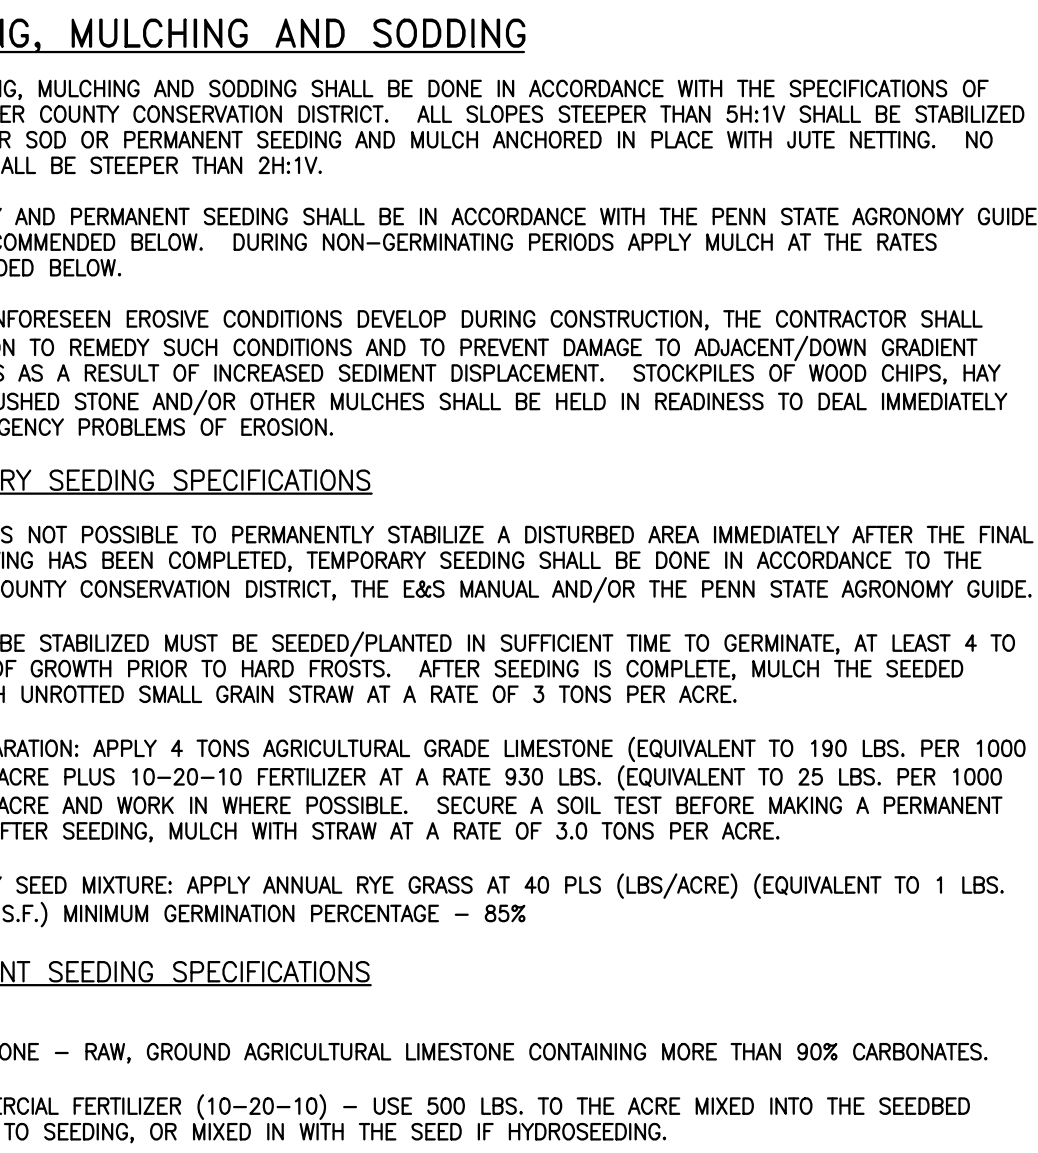 NG, MULCHING AND SODDING
NG, MULCHING AND SODDING SHALL BE DONE IN ACCORDANCE WITH THE SPECIFICATIONS OF
ER COUNTY CONSERVATION DISTRICT. ALL SLOPES STEEPER THAN 5H:1V SHALL BE STABILIZED
R SOD OR PERMANENT SEEDING AND MULCH ANCHORED IN PLACE WITH JUTE NETTING. NO
ALL BE STEEPER THAN 2H:1V.
Y AND PERMANENT SEEDING SHALL BE IN ACCORDANCE WITH THE PENN STATE AGRONOMY GUIDE
COMMENDED BELOW. DURING NON-GERMINATING PERIODS APPLY MULCH AT THE RATES
DED BELOW.
NFORESEEN EROSIVE CONDITIONS DEVELOP DURING CONSTRUCTION, THE CONTRACTOR SHALL
ON TO REMEDY SUCH CONDITIONS AND TO PREVENT DAMAGE TO ADJACENT/DOWN GRADIENT
S AS A RESULT OF INCREASED SEDIMENT DISPLACEMENT. STOCKPILES OF WOOD CHIPS, HAY
USHED STONE AND/OR OTHER MULCHES SHALL BE HELD IN READINESS TO DEAL IMMEDIATELY
GENCY PROBLEMS OF EROSION.
RY SEEDING SPECIFICATIONS
S NOT POSSIBLE TO PERMANENTLY STABILIZE A DISTURBED AREA IMMEDIATELY AFTER THE FINAL
ING HAS BEEN COMPLETED, TEMPORARY SEEDING SHALL BE DONE IN ACCORDANCE TO THE
OUNTY CONSERVATION DISTRICT, THE E&S MANUAL AND/OR THE PENN STATE AGRONOMY GUIDE.
BE STABILIZED MUST BE SEEDED/PLANTED IN SUFFICIENT TIME TO GERMINATE, AT LEAST 4 TO
OF GROWTH PRIOR TO HARD FROSTS. AFTER SEEDING IS COMPLETE, MULCH THE SEEDED
H UNROTTED SMALL GRAIN STRAW AT A RATE OF 3 TONS PER ACRE.
ARATION: APPLY 4 TONS AGRICULTURAL GRADE LIMESTONE (EQUIVALENT TO 190 LBS. PER 1000
ACRE PLUS 10-20-10 FERTILIZER AT A RATE 930 LBS. (EQUIVALENT TO 25 LBS. PER 1000
ACRE AND WORK IN WHERE POSSIBLE. SECURE A SOIL TEST BEFORE MAKING A PERMANENT
FTER SEEDING, MULCH WITH STRAW AT A RATE OF 3.0 TONS PER ACRE.
Y SEED MIXTURE: APPLY ANNUAL RYE GRASS AT 40 PLS (LBS/ACRE) (EQUIVALENT TO 1 LBS.
S.F.) MINIMUM GERMINATION PERCENTAGE - 85%
NT SEEDING SPECIFICATIONS
ONE - RAW, GROUND AGRICULTURAL LIMESTONE CONTAINING MORE THAN 90% CARBONATES.
ERCIAL FERTILIZER (10-20-10) - USE 500 LBS. TO THE ACRE MIXED INTO THE SEEDBED
TO SEEDING, OR MIXED IN WITH THE SEED IF HYDROSEEDING.